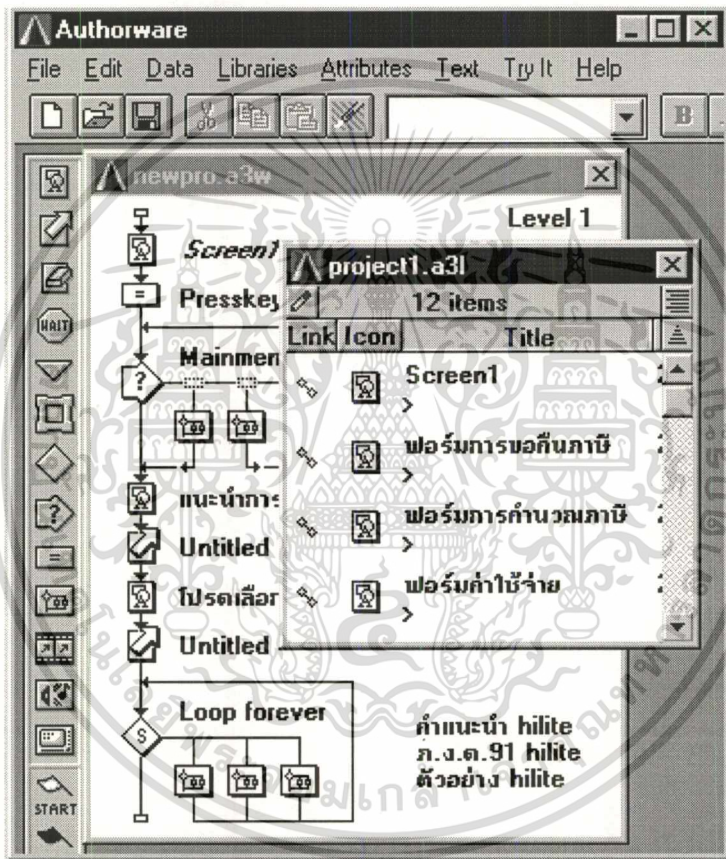 Authorware
File Edit Data Libraries Attributes Text Try It Help
B
newpro.a3w
Level 1
Screen1
Presskey
Mainmen
แนะนำการ
Untitled
โปรดเลือก
Untitled
Loop forever
คำแนะนำ hilite
ภ.ง.ด.91 hilite
ตัวอย่าง hilite
project1.a3l
12 items
Link Icon Title
Screen1
>
ฟอร์มการขอคืนภาษี
>
ฟอร์มการคำนวณภาษี
>
ฟอร์มค่าใช้จ่าย
>
WAIT
?
=
S
START